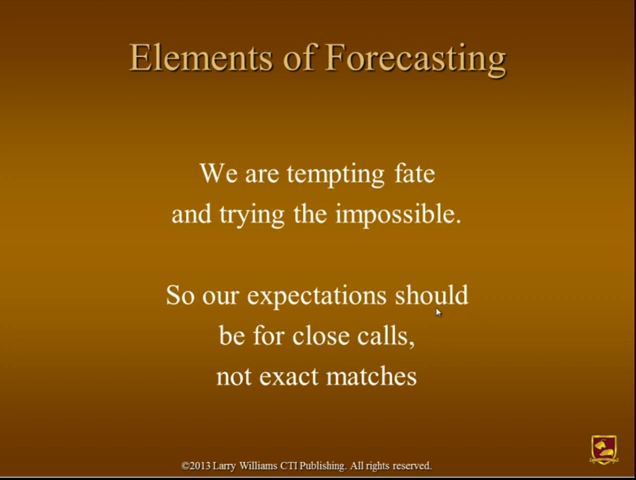 Elements of Forecasting
We are tempting fate
and trying the impossible.
So our expectations should
be for close calls,
not exact matches
©2013 Larry Williams CTI Publishing. All rights reserved.